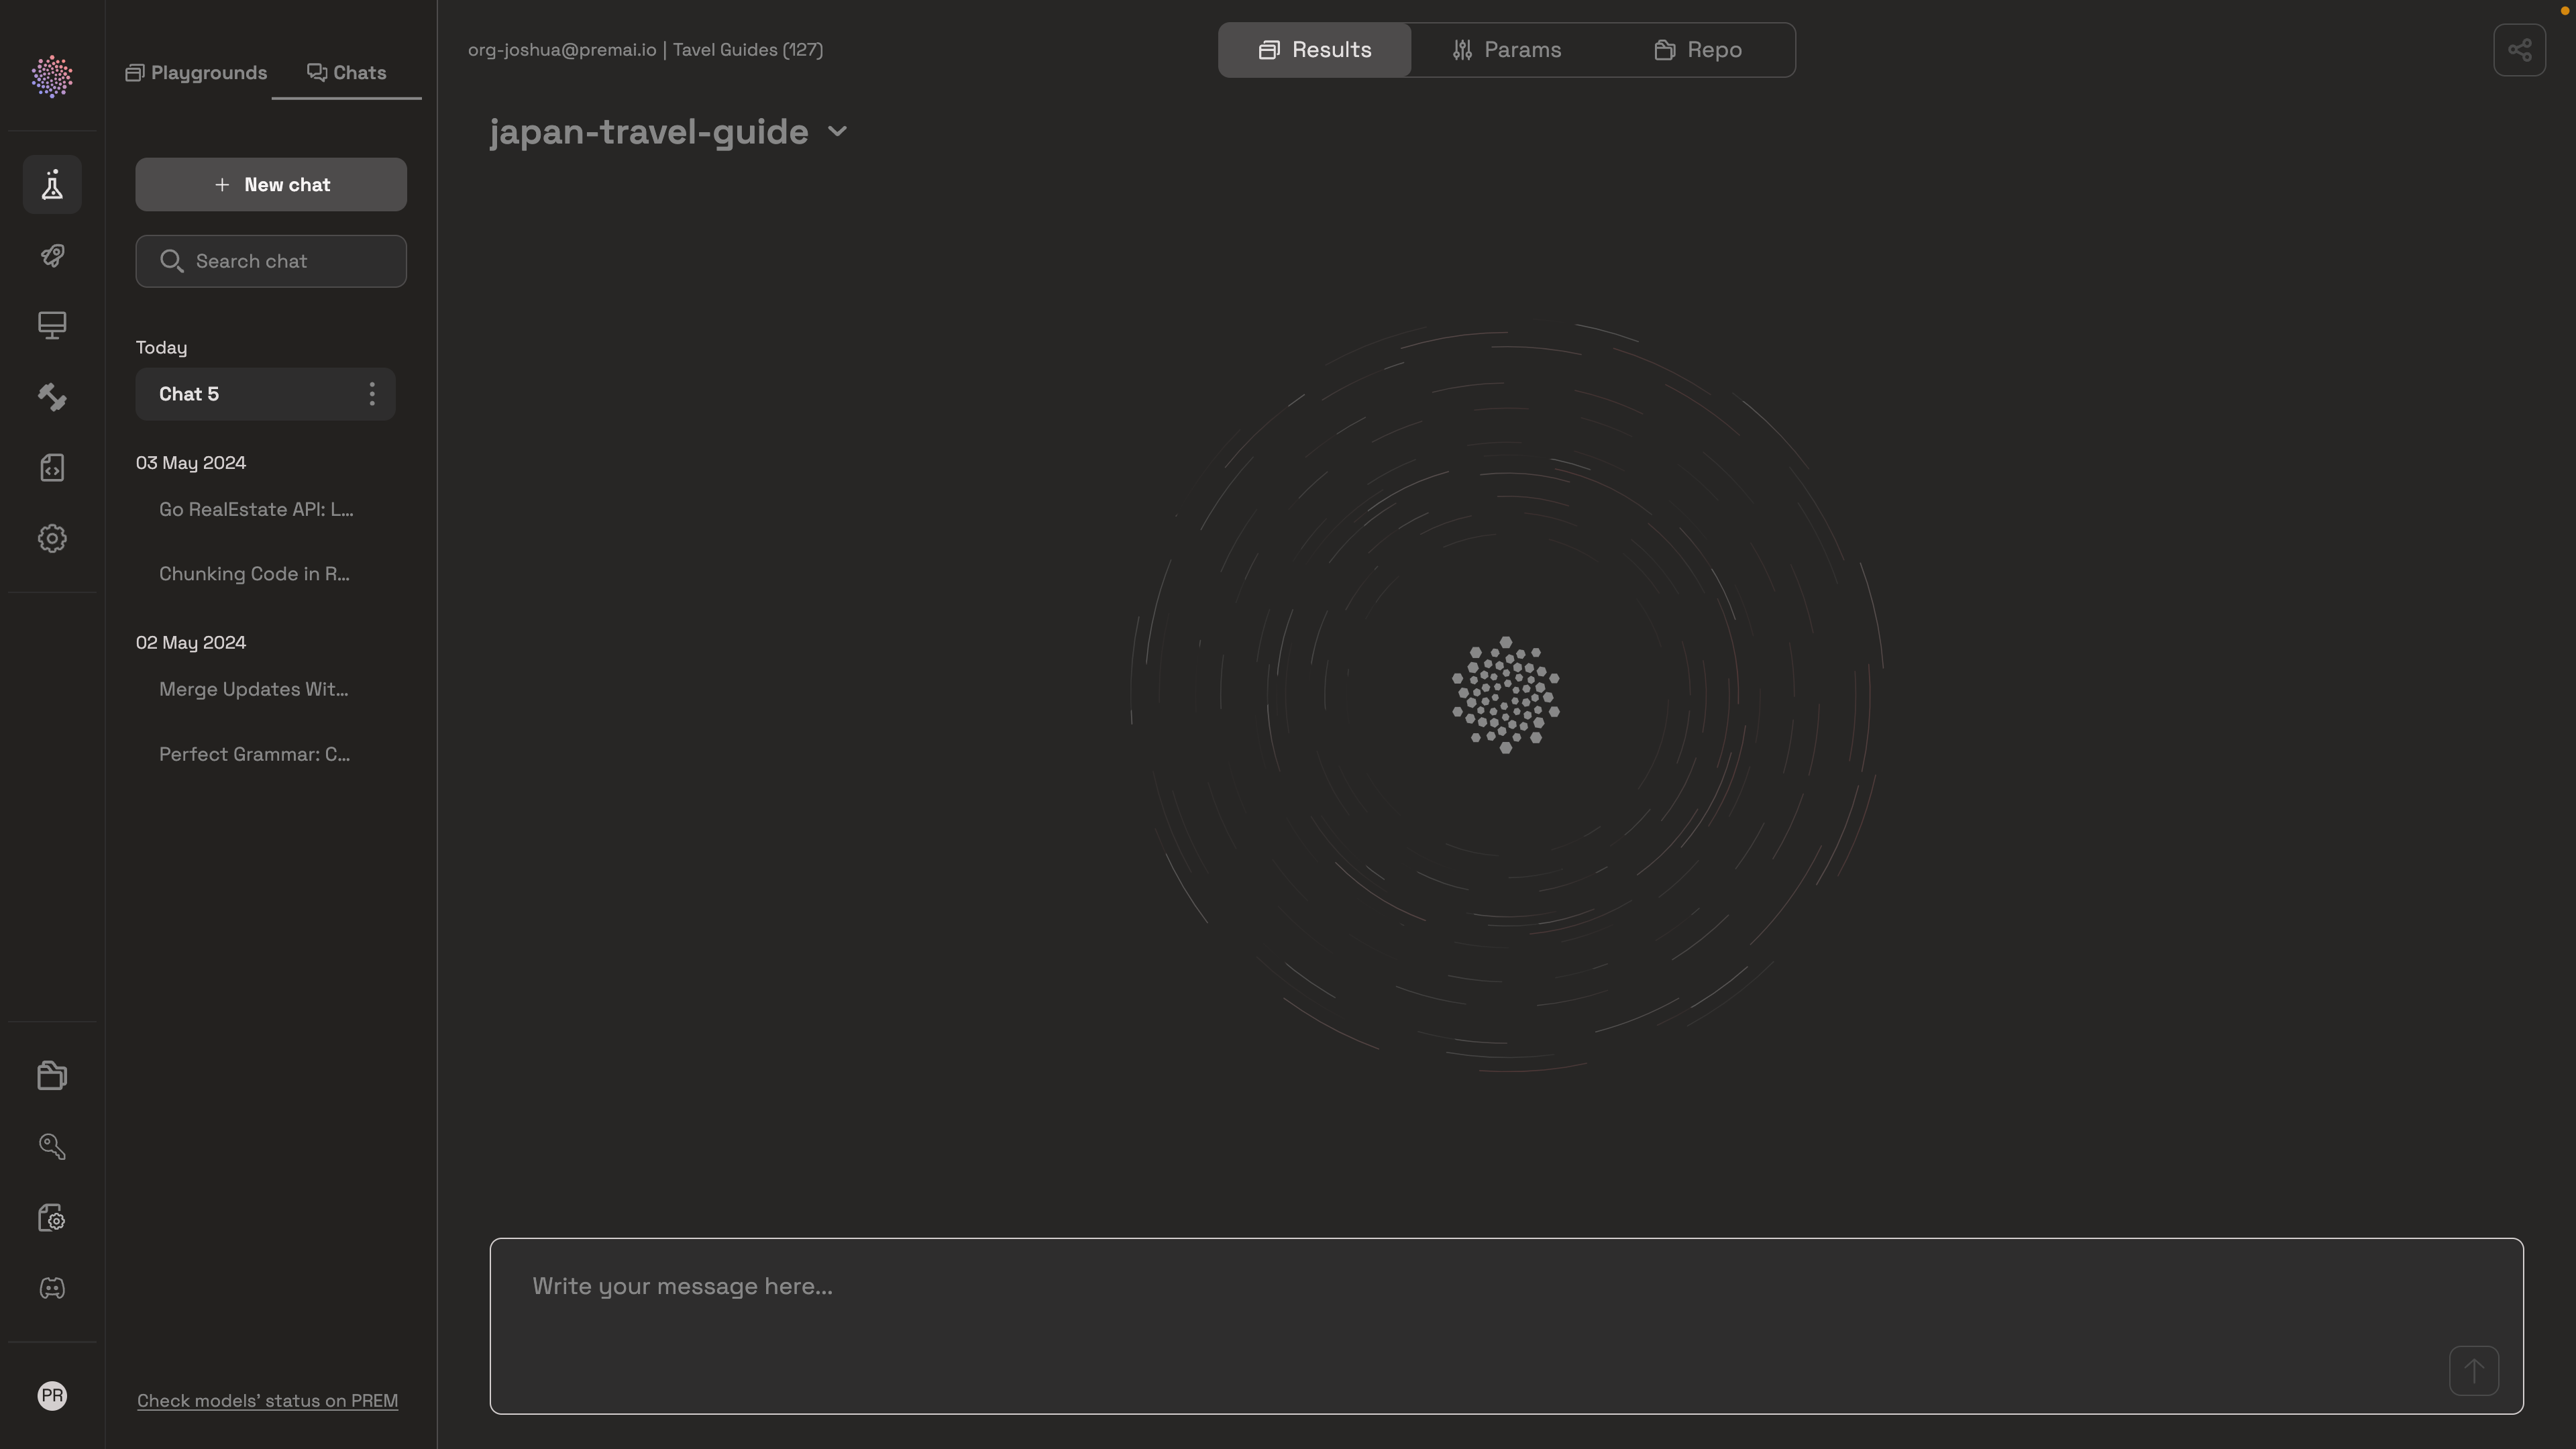 Playgrounds
Chats
New chat
Search chat
Today
Chat 5
03 May 2024
Go RealEstate API: L...
Chunking Code in R...
02 May 2024
Merge Updates Wit...
Perfect Grammar: C...
Check models' status on PREM
PR
org-joshua@premai.io | Tavel Guides (127)
Results
Params
Repo
japan-travel-guide
Write your message here...